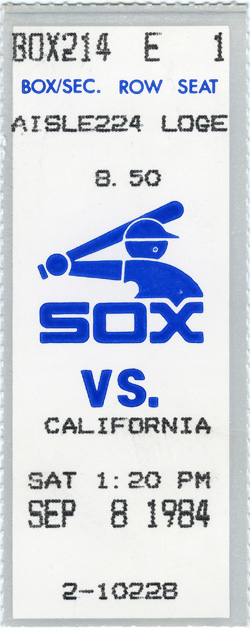 BOX214 E 1
BOX/SEC. ROW SEAT
AISLE224 LOGE
8.50
SOX
VS.
CALIFORNIA
SAT 1:20 PM
SEP 8 1984
2-10228